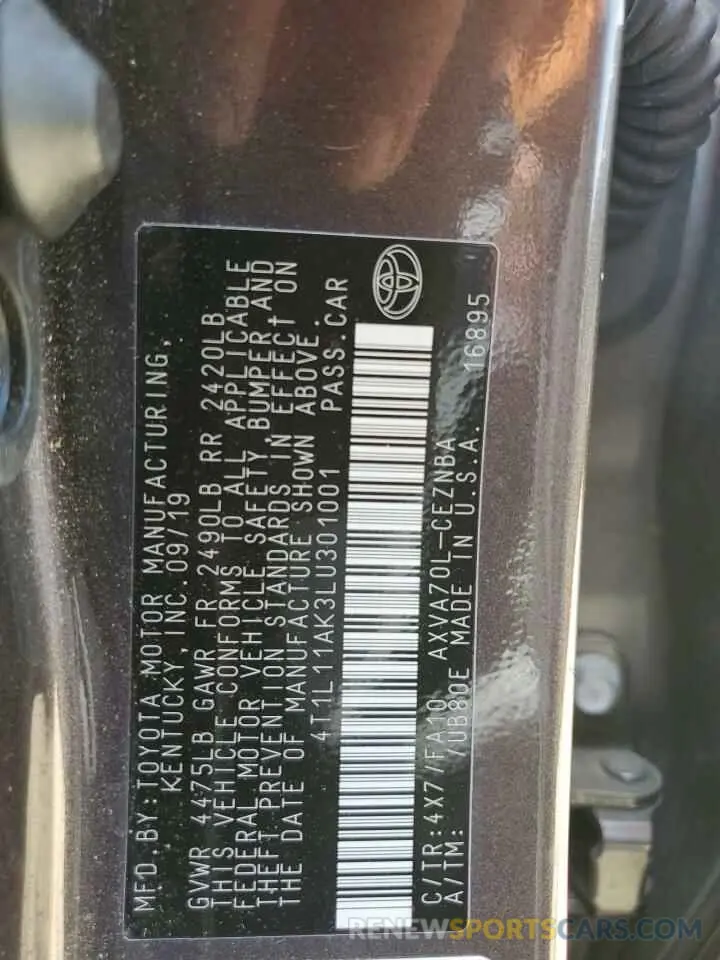 MFD.BY:TOYOTA MOTOR MANUFACTURING,
KENTUCKY,INC.09/19
GVWR 4475LB GAWR FR 2490LB RR 2420LB
THIS VEHICLE CONFORMS TO ALL APPLICABLE
FEDERAL MOTOR VEHICLE SAFETY,BUMPER,AND
THEFT PREVENTION STANDARDS IN EFFECT ON
THE DATE OF MANUFACTURE SHOWN ABOVE.
4T1L11AK3LU301001 PASS.CAR
C/TR:4X7/FA10 AXVA70L-CEZNBA
A/TM: /UB80E MADE IN U.S.A. 16895
RENEWSPORTSCARS.COM